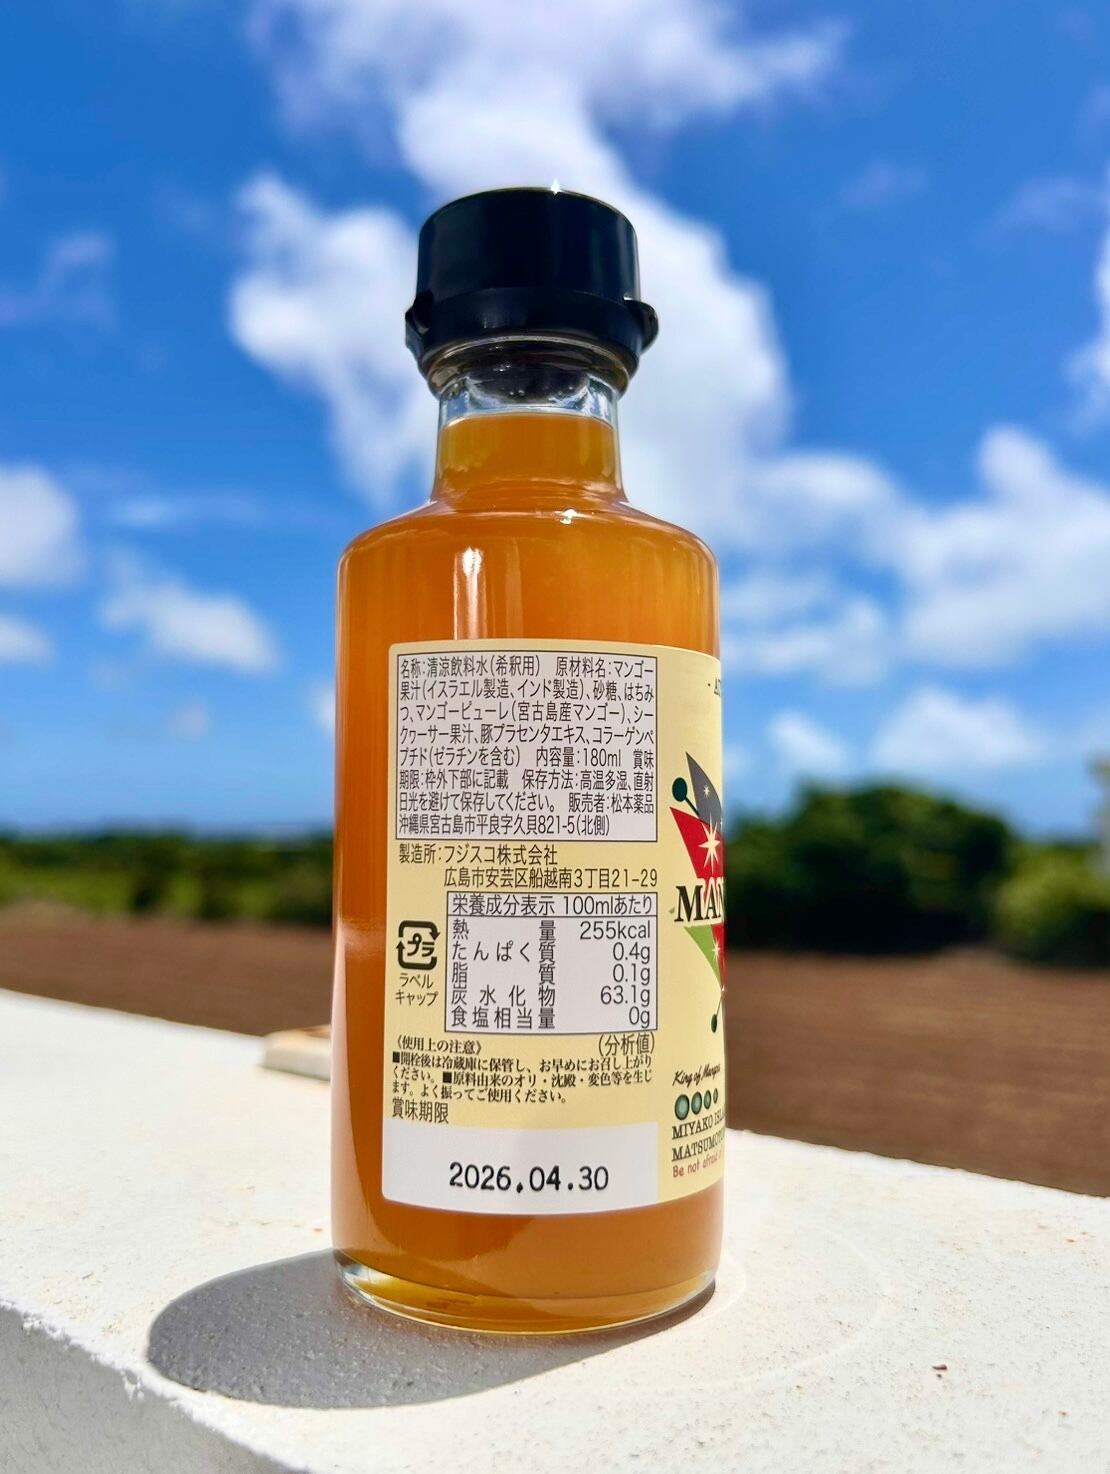 名称:清涼飲料水(希釈用)　原材料名:マンゴー
果汁(イスラエル製造、インド製造)、砂糖、はちみ
つ、マンゴーピューレ(宮古島産マンゴー)、シー
クヮーサー果汁、豚プラセンタエキス、コラーゲンペ
プチド(ゼラチンを含む)　内容量:180ml　賞味
期限:枠外下部に記載　保存方法:高温多湿、直射
日光を避けて保存してください。　販売者:松本薬品
沖縄県宮古島市平良字久貝821-5(北側)
製造所:フジスコ株式会社
広島市安芸区船越南3丁目21-29
栄養成分表示 100mlあたり
熱量 255kcal
たんぱく質 0.4g
脂質 0.1g
炭水化物 63.1g
食塩相当量 0g
(分析値)
プラ
ラベル
キャップ
《使用上の注意》
■開栓後は冷蔵庫に保管し、お早めにお召し上がり
ください。■原料由来のオリ・沈殿・変色等を生じ
ます。よく振ってご使用ください。
賞味期限
2026.04.30
MAN
King of Mangoes
MIYAKO ISLA
MATSUMOTO
Be not afraid